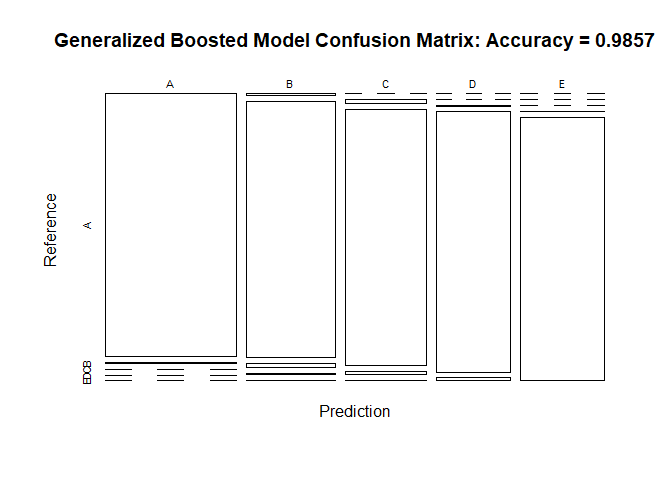 Generalized Boosted Model Confusion Matrix: Accuracy = 0.9857
A B C D E
Reference
A
EDCB
Prediction